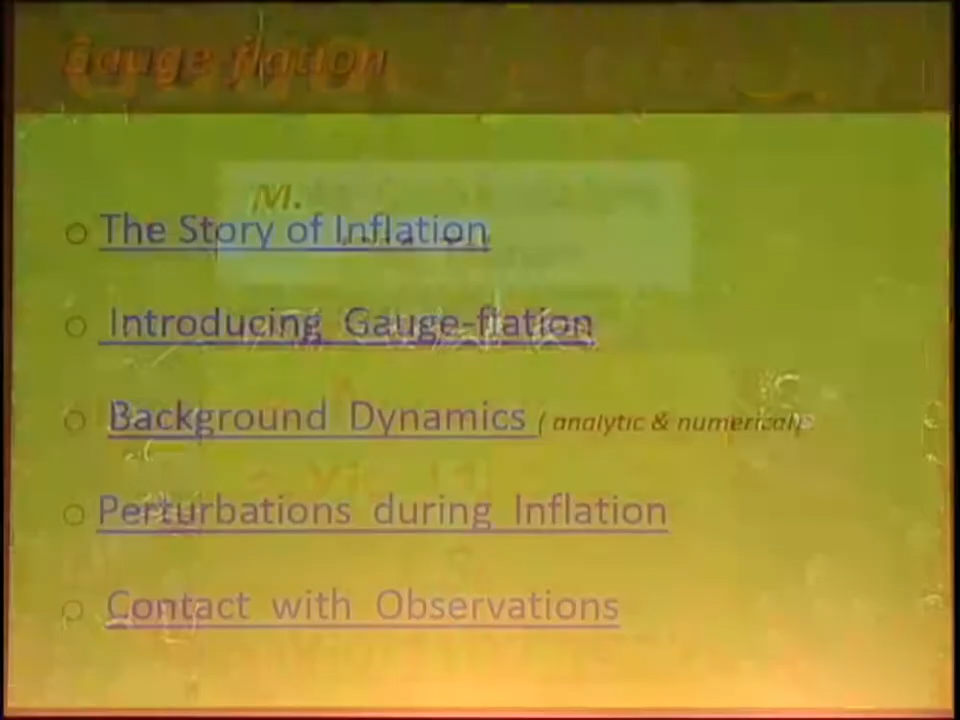 Gauge-flation
M.
The Story of Inflation
Introducing Gauge-flation
Background Dynamics ( analytic & numerical)
Perturbations during Inflation
Contact with Observations